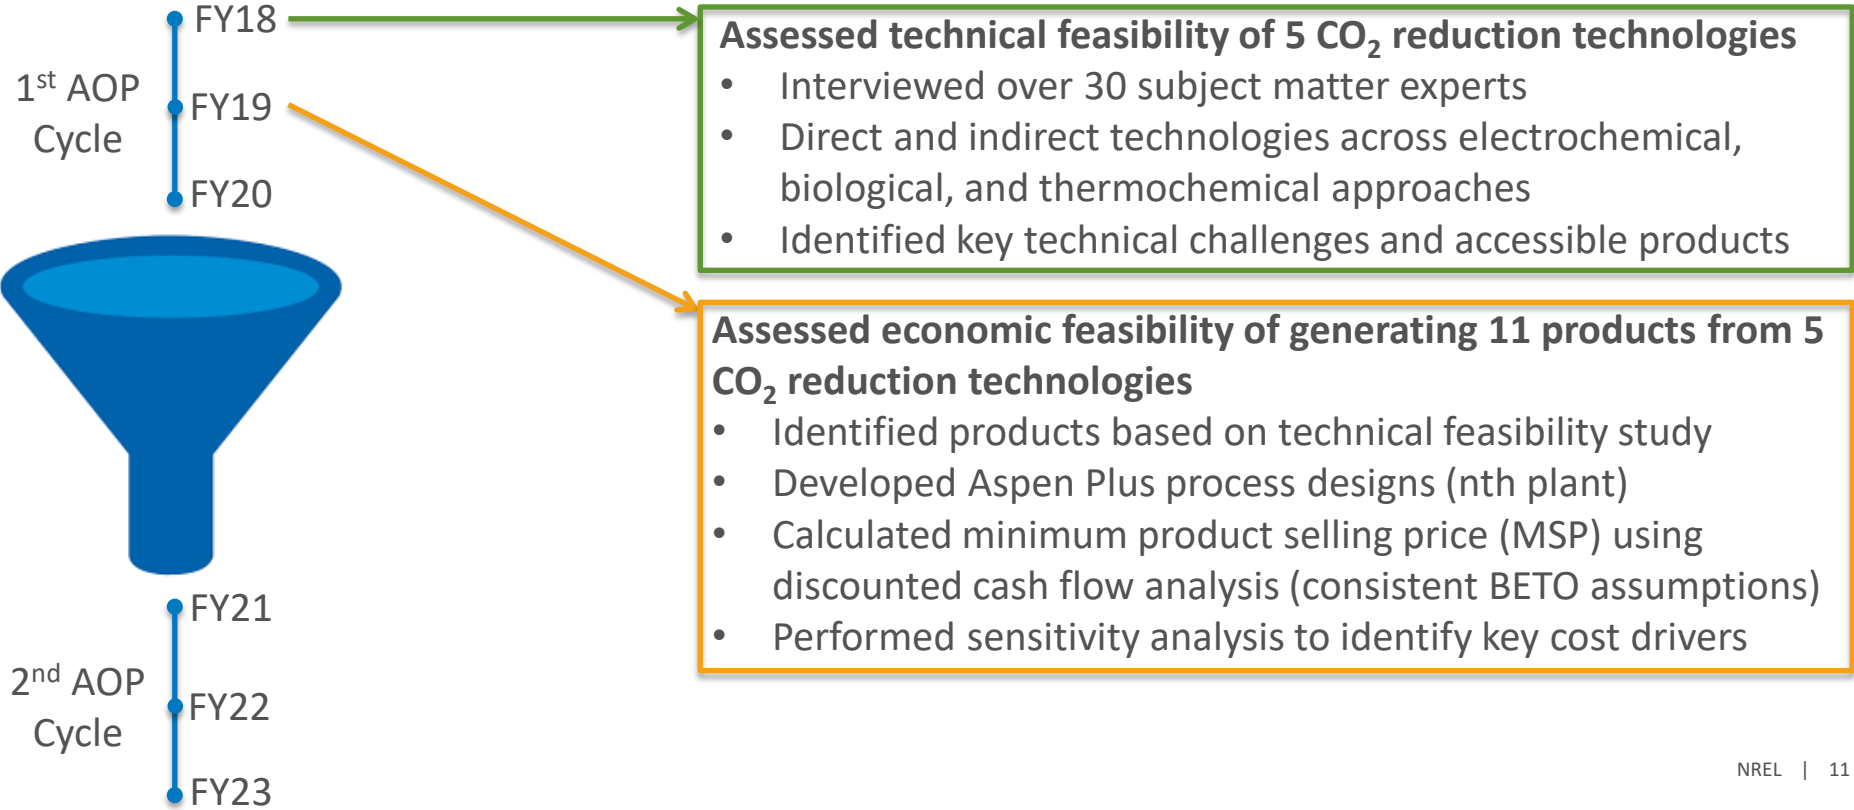 FY18
1st AOP
Cycle
FY19
FY20
Assessed technical feasibility of 5 CO2 reduction technologies
• Interviewed over 30 subject matter experts
• Direct and indirect technologies across electrochemical,
biological, and thermochemical approaches
• Identified key technical challenges and accessible products
Assessed economic feasibility of generating 11 products from 5
CO2 reduction technologies
• Identified products based on technical feasibility study
• Developed Aspen Plus process designs (nth plant)
• Calculated minimum product selling price (MSP) using
discounted cash flow analysis (consistent BETO assumptions)
• Performed sensitivity analysis to identify key cost drivers
FY21
2nd AOP
Cycle
FY22
FY23
NREL | 11